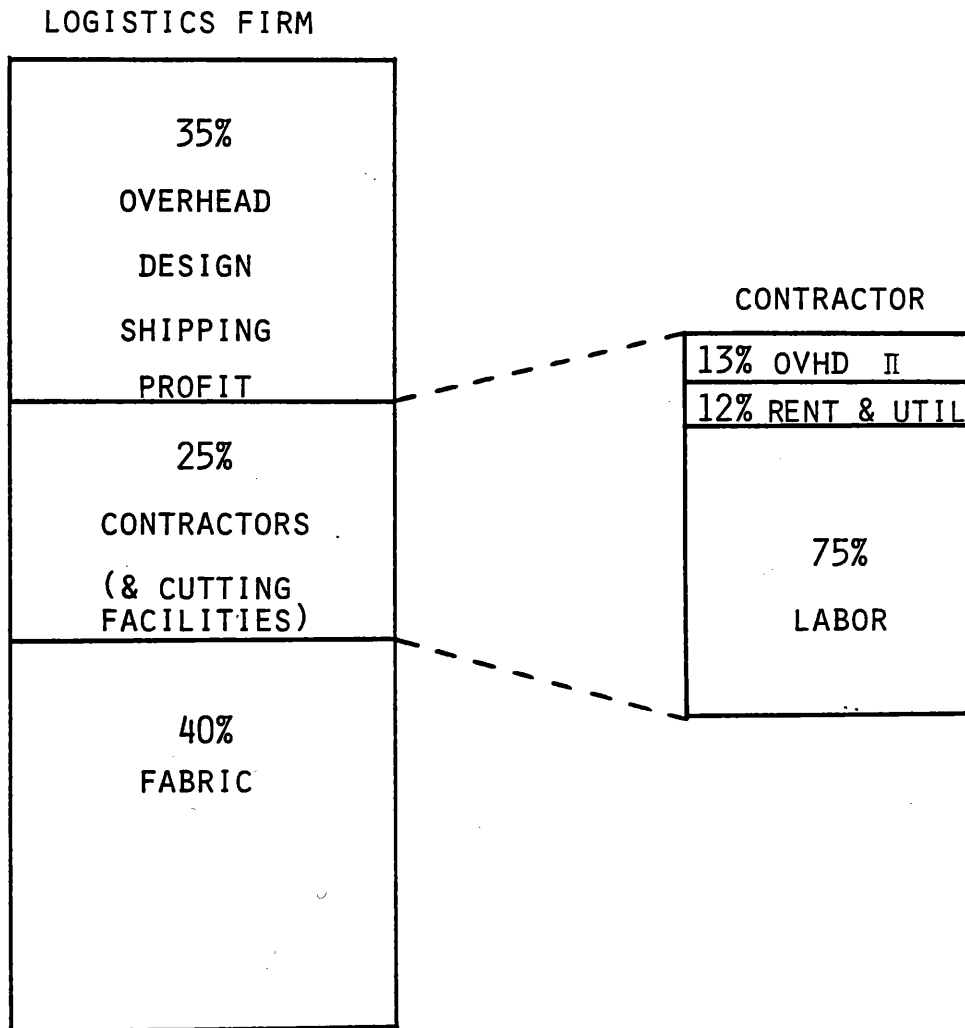 LOGISTICS FIRM
35%
OVERHEAD
DESIGN
SHIPPING
PROFIT
25%
CONTRACTORS
(& CUTTING
FACILITIES)
40%
FABRIC
CONTRACTOR
13% OVHD π
12% RENT & UTIL
75%
LABOR